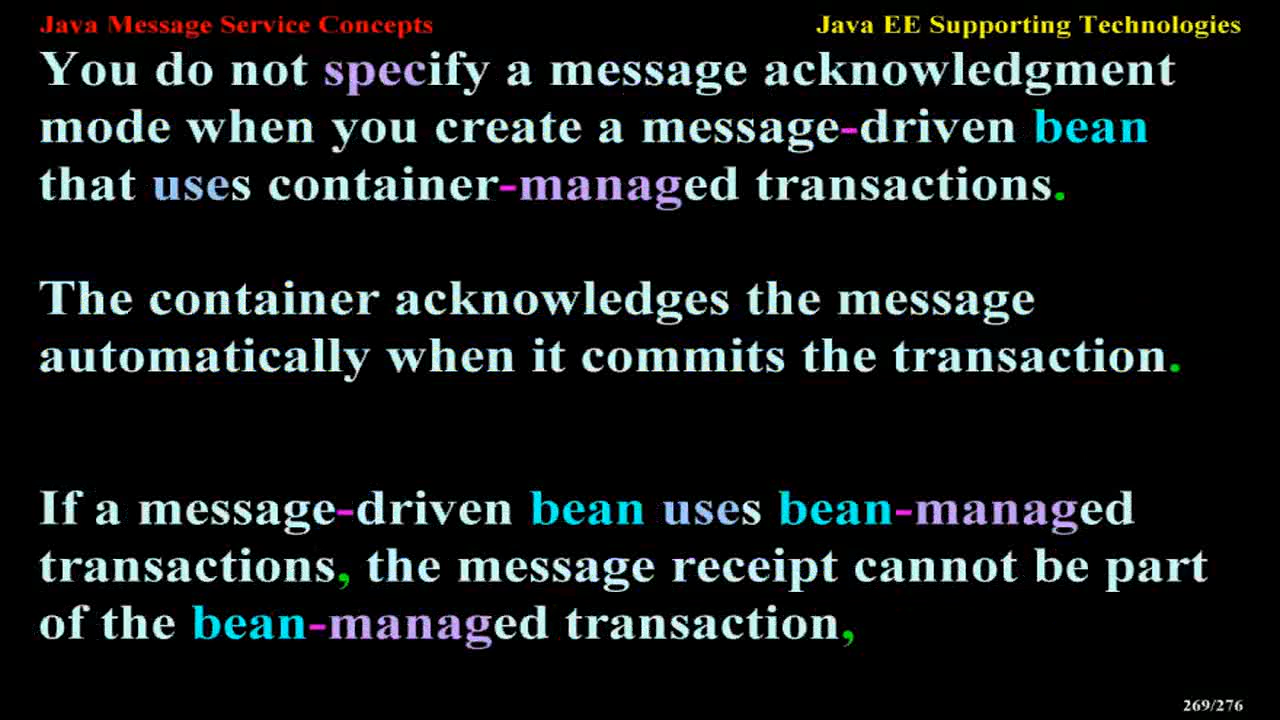 Java Message Service Concepts
Java EE Supporting Technologies
You do not specify a message acknowledgment
mode when you create a message-driven bean
that uses container-managed transactions.
The container acknowledges the message
automatically when it commits the transaction.
If a message-driven bean uses bean-managed
transactions, the message receipt cannot be part
of the bean-managed transaction,
269/276